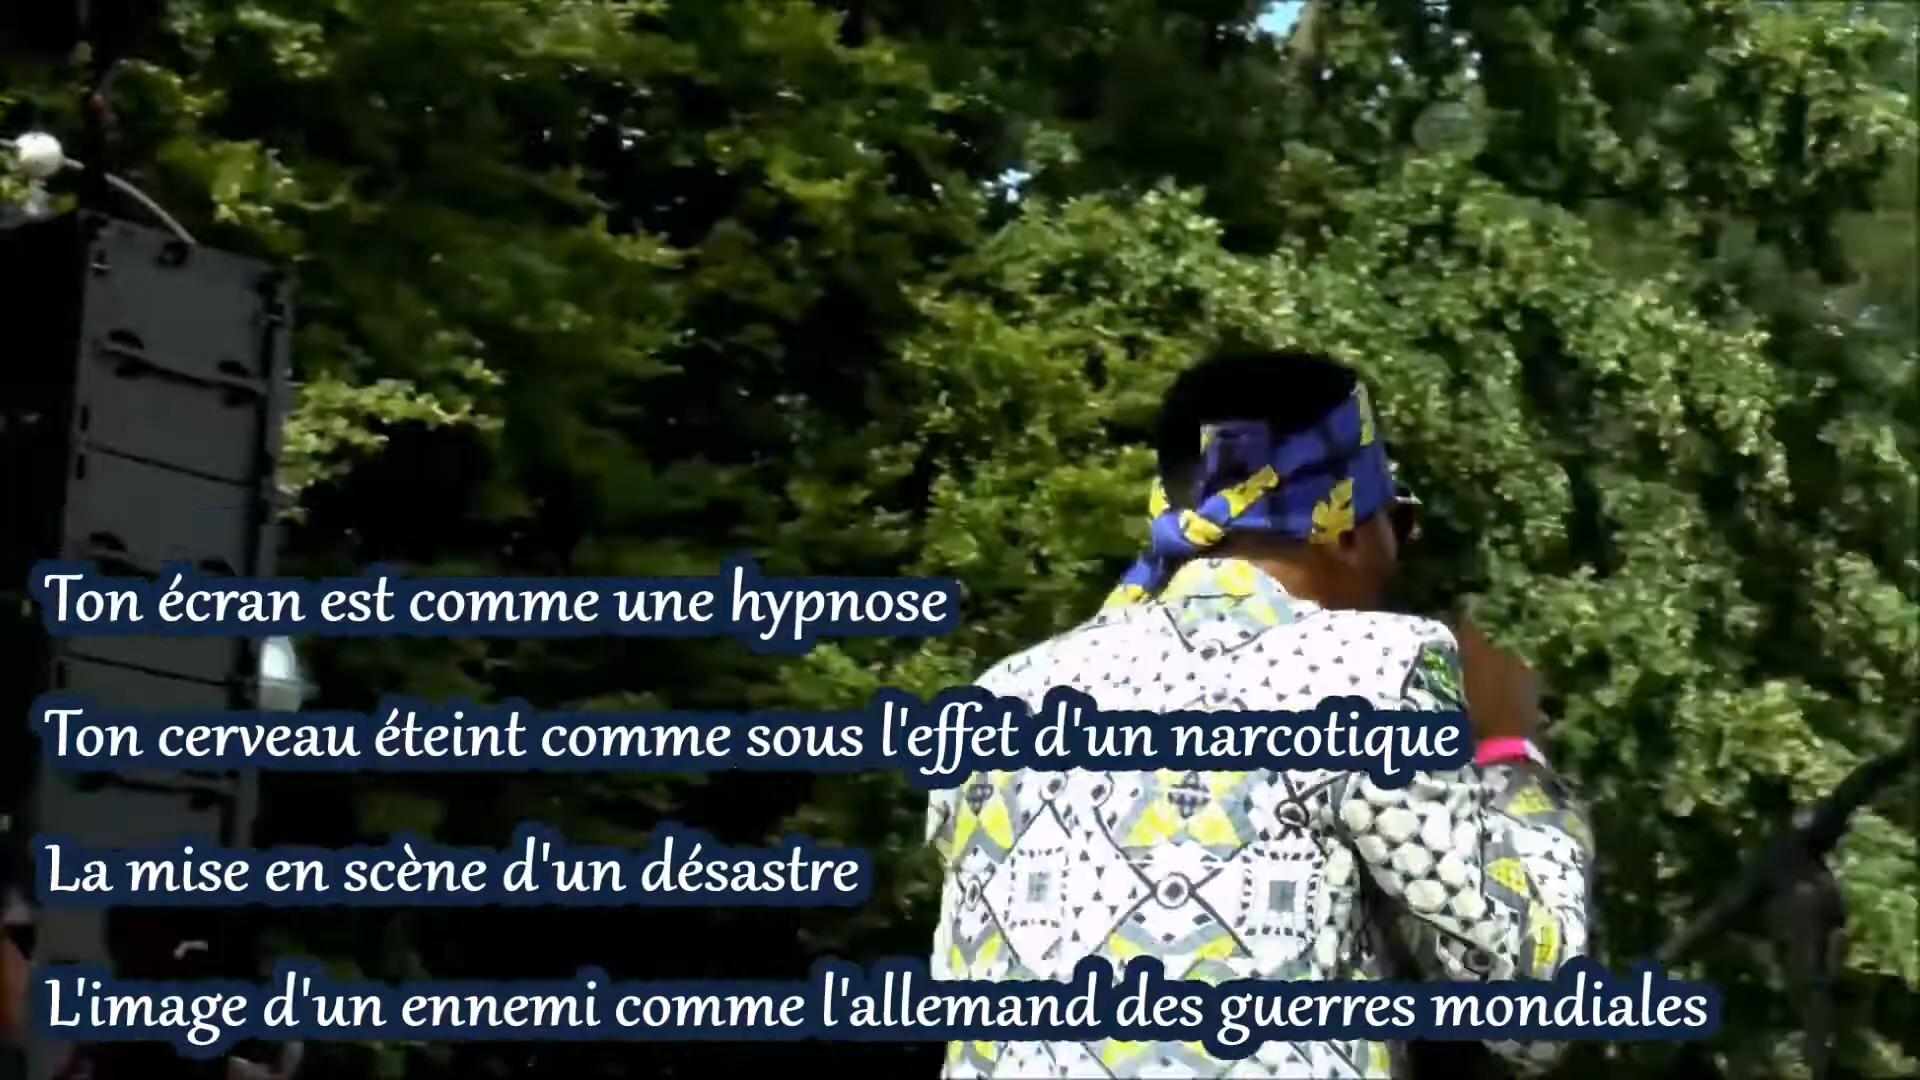 Ton écran est comme une hypnose
Ton cerveau éteint comme sous l'effet d'un narcotique
La mise en scène d'un désastre
L'image d'un ennemi comme l'allemand des guerres mondiales